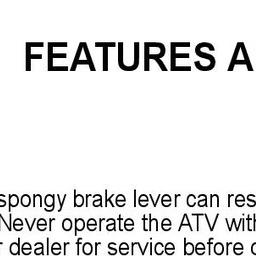 FEATURES A
spongy brake lever can res
Never operate the ATV with
dealer for service before